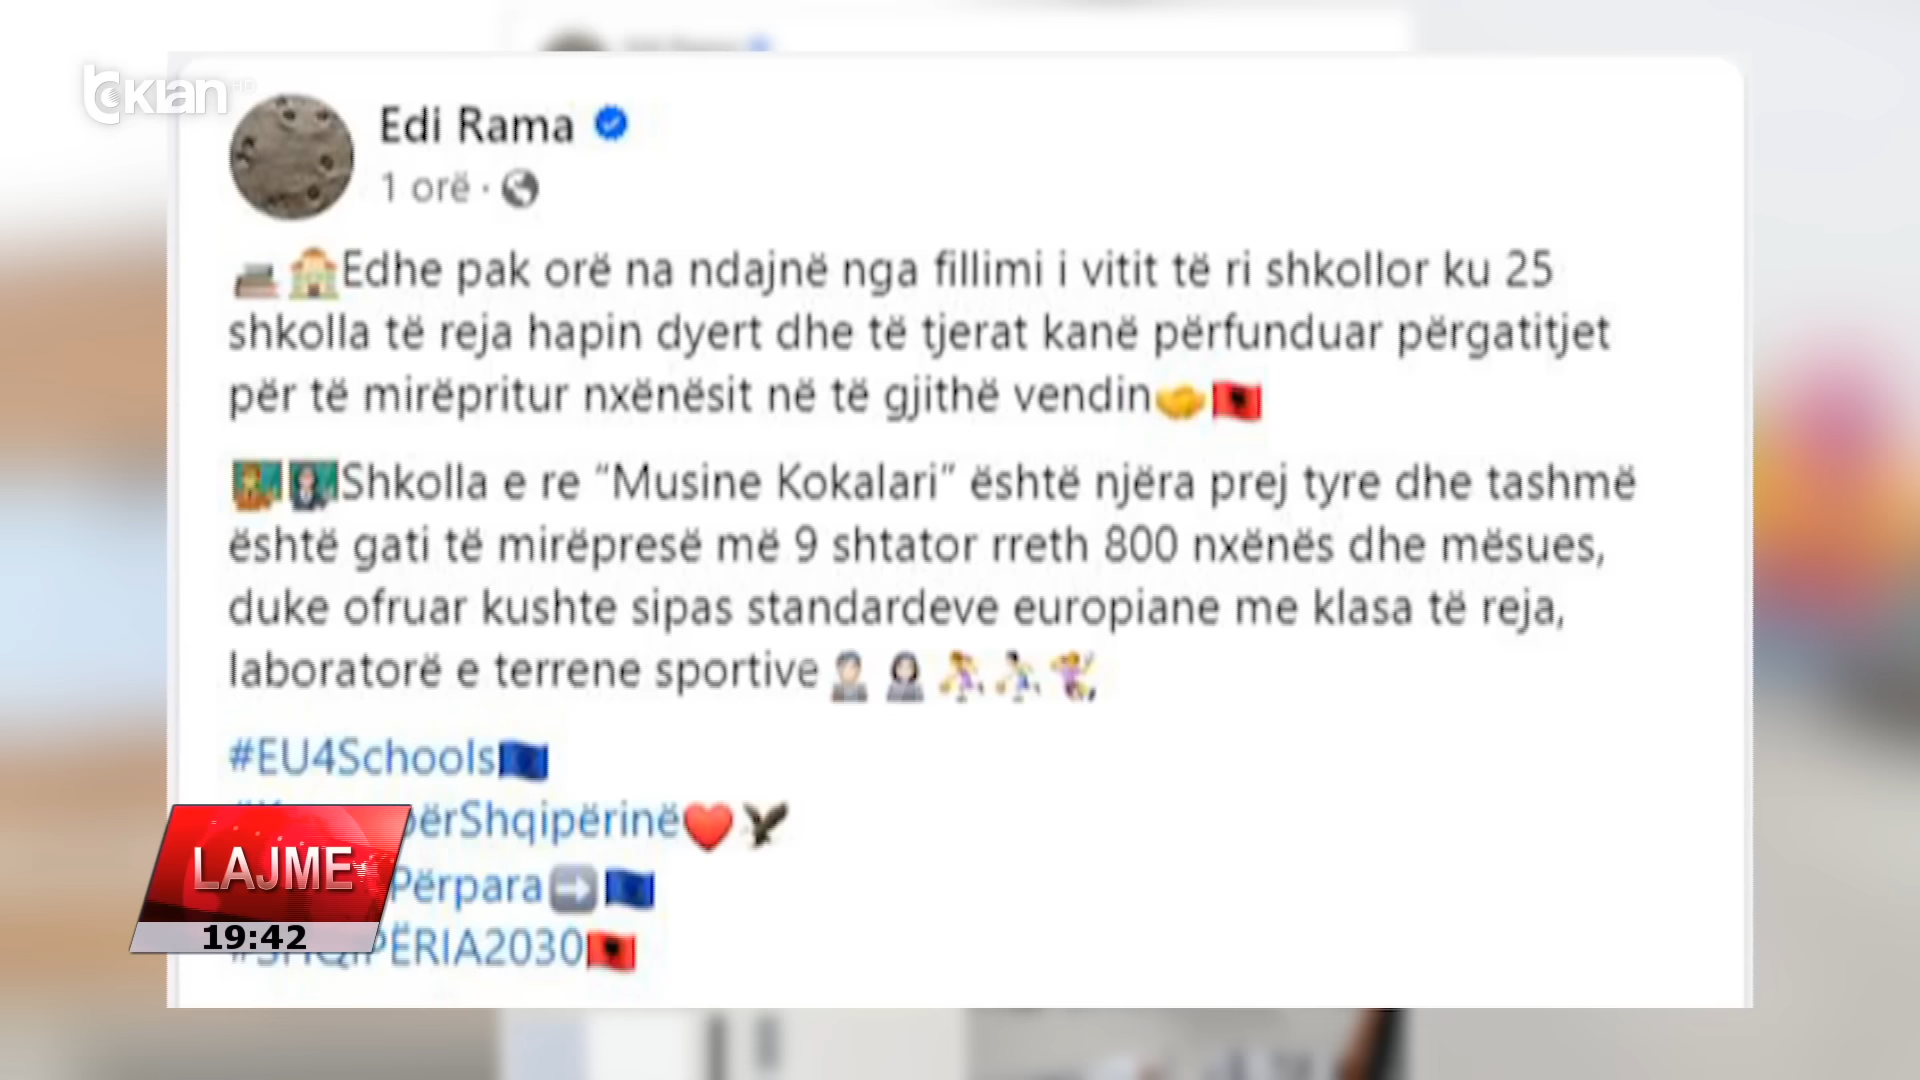 tcklan HD
Edi Rama
1 orë ·
Edhe pak orë na ndajnë nga fillimi i vitit të ri shkollor ku 25
shkolla të reja hapin dyert dhe të tjerat kanë përfunduar përgatitjet
për të mirëpritur nxënësit në të gjithë vendin
Shkolla e re “Musine Kokalari” është njëra prej tyre dhe tashmë
është gati të mirëpresë më 9 shtator rreth 800 nxënës dhe mësues,
duke ofruar kushte sipas standardeve europiane me klasa të reja,
laboratorë e terrene sportive
#EU4Schools
përShqipërinë
Përpara
#SHQIPËRIA2030
LAJME
19:42